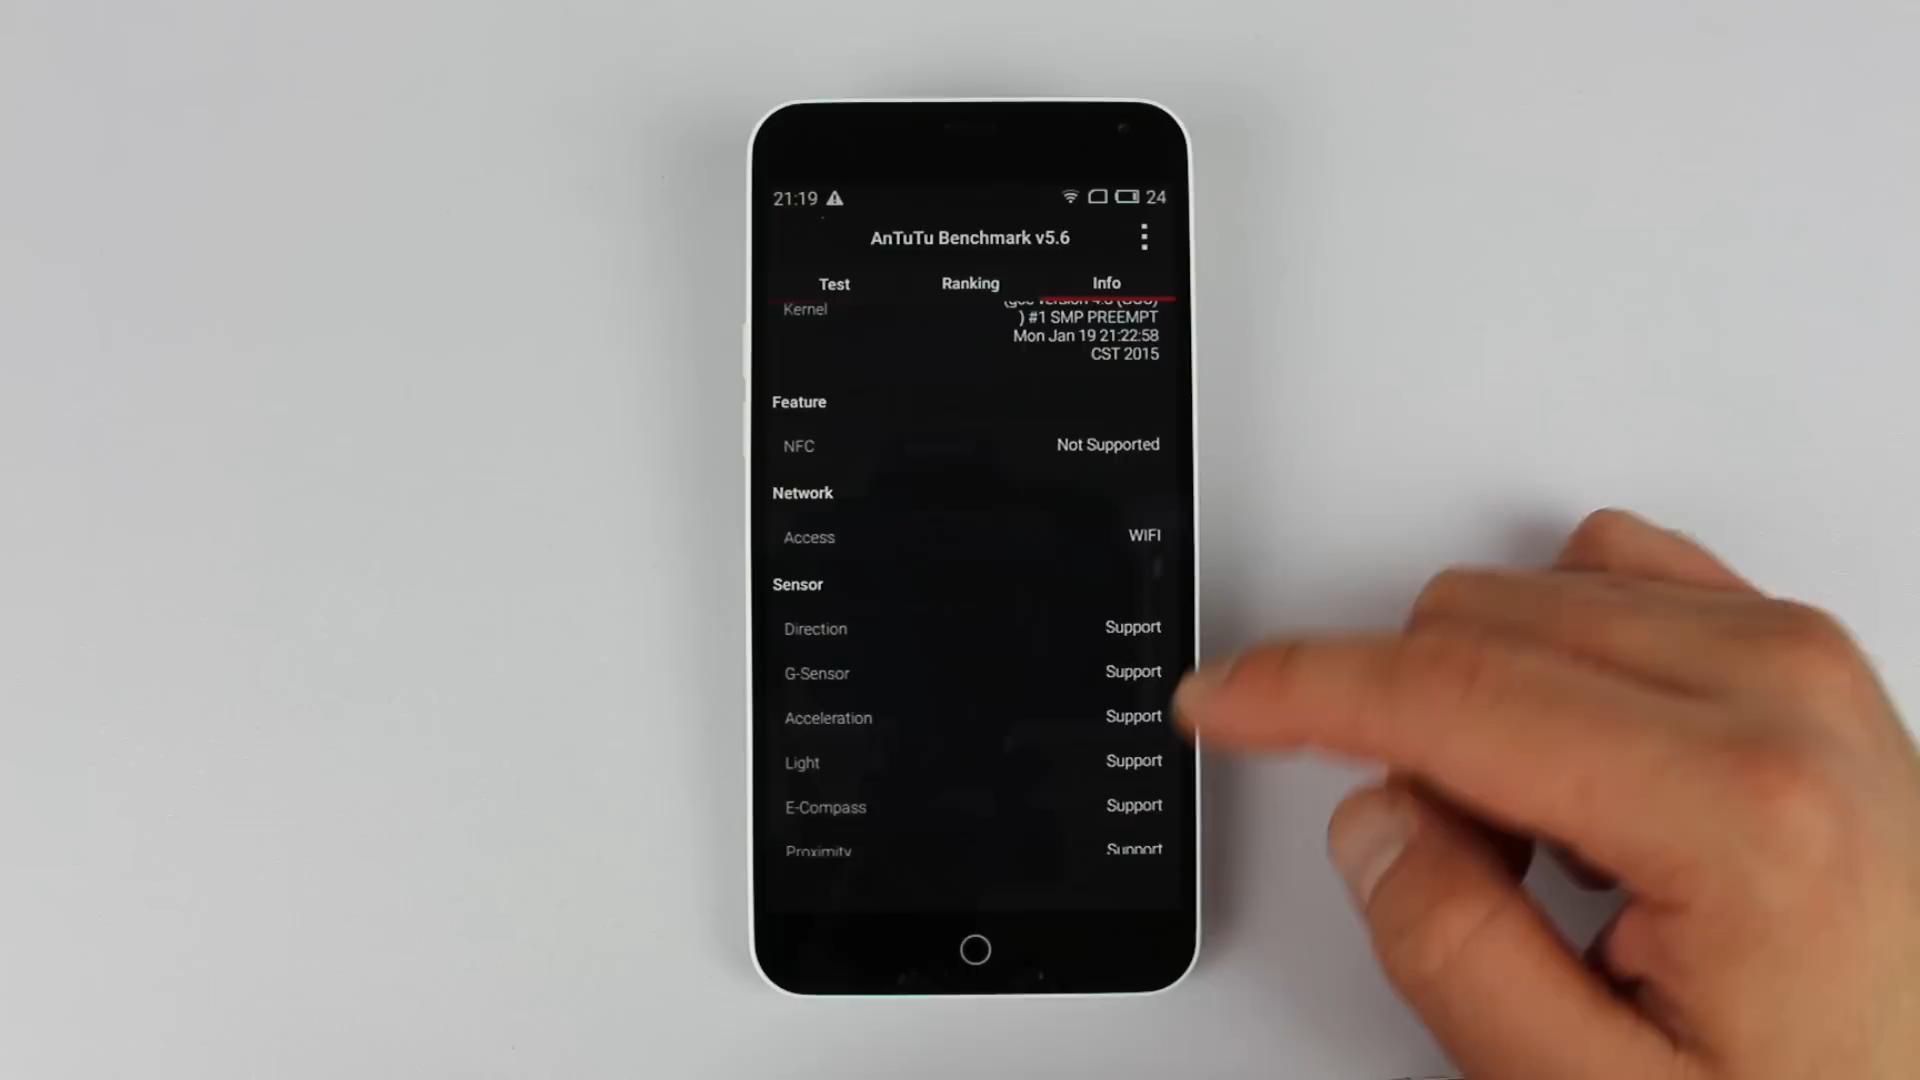 21:19 24
AnTuTu Benchmark v5.6
Test Ranking Info
Kernel
) #1 SMP PREEMPT
Mon Jan 19 21:22:58
CST 2015
Feature
NFC Not Supported
Network
Access WIFI
Sensor
Direction Support
G-Sensor Support
Acceleration Support
Light Support
E-Compass Support
Proximity Support